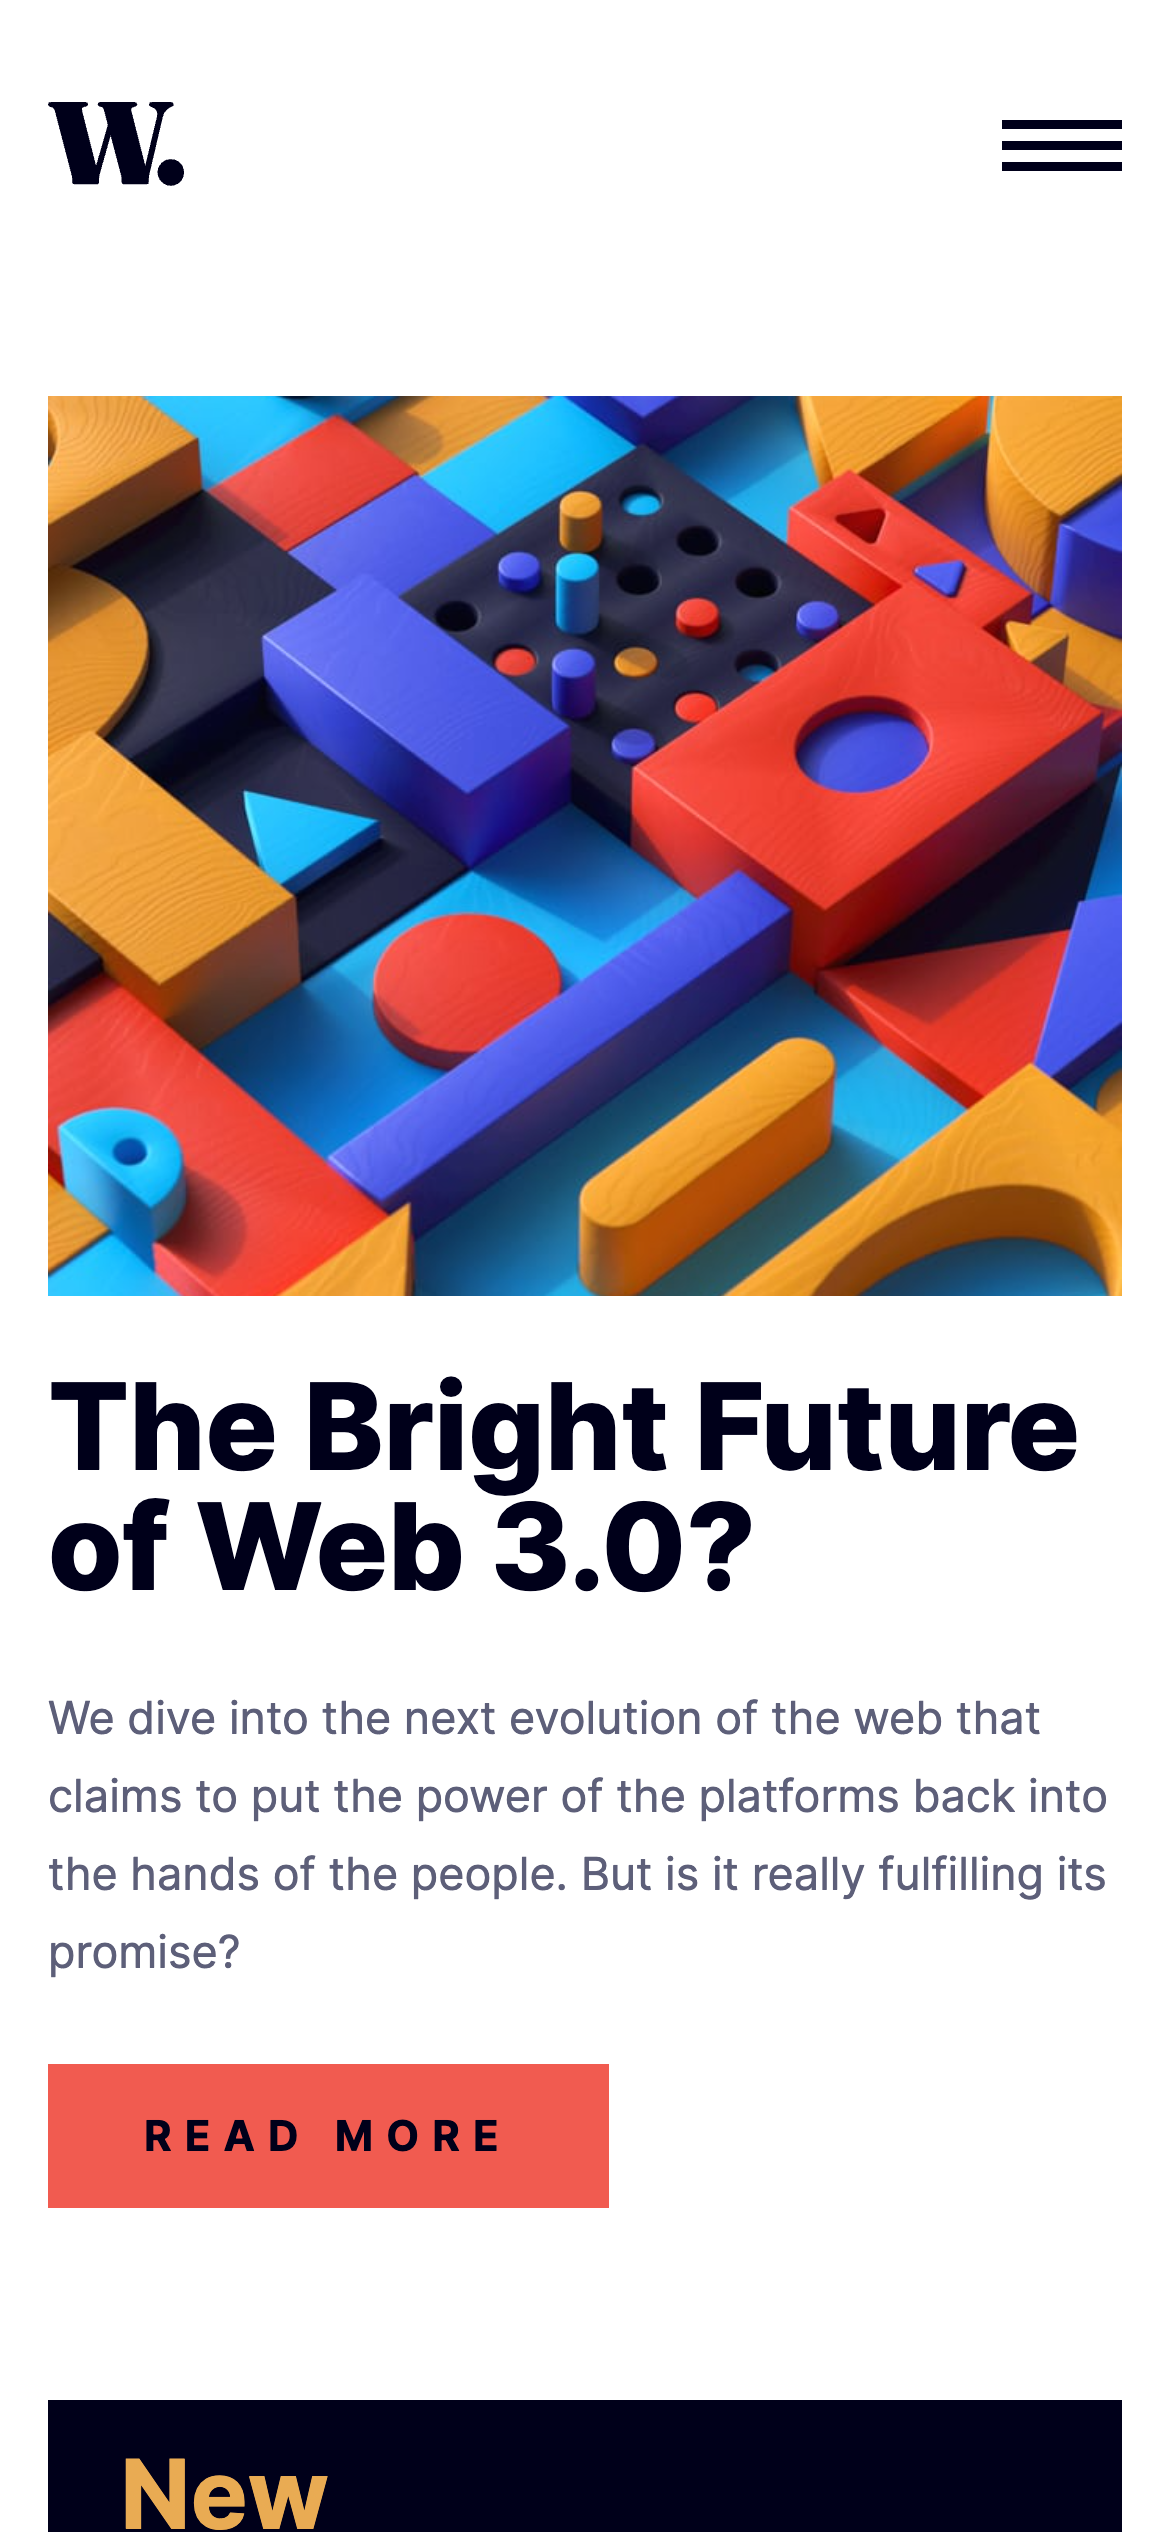 W.
The Bright Future
of Web 3.0?
We dive into the next evolution of the web that
claims to put the power of the platforms back into
the hands of the people. But is it really fulfilling its
promise?
READ MORE
New